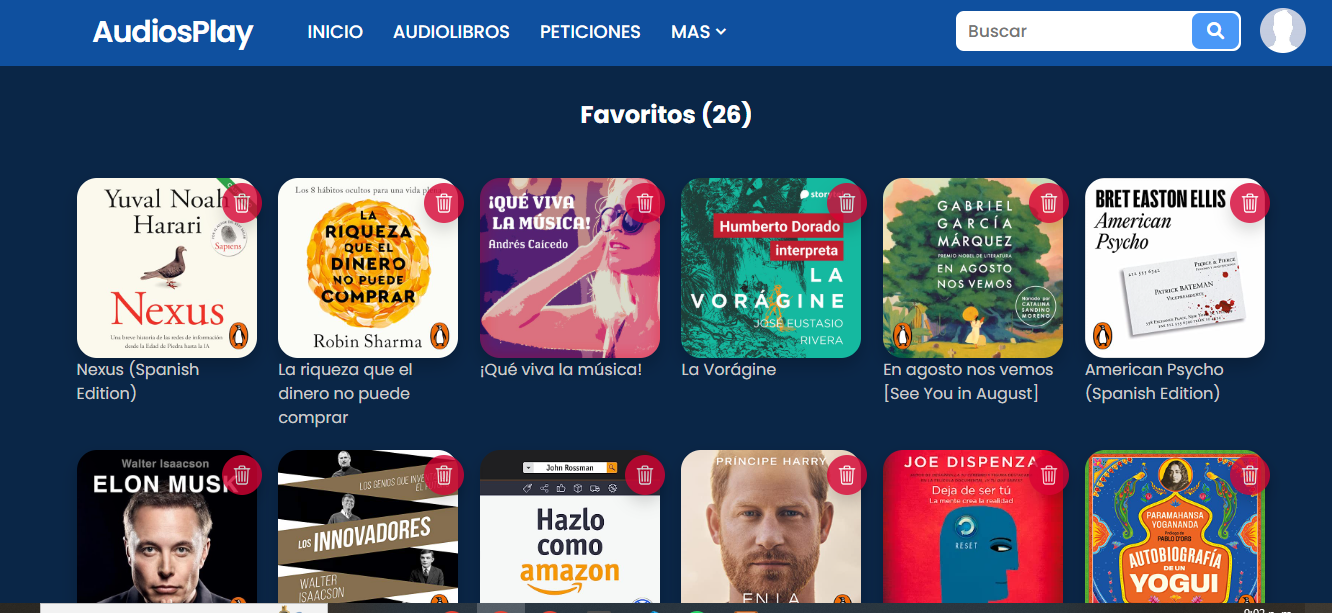 AudiosPlay
INICIO
AUDIOLIBROS
PETICIONES
MAS
Buscar
Favoritos (26)
Yuval Noah
Harari
Sapiens
Nexus
Una breve historia de las redes de información
desde la Edad de Piedra hasta la IA
Los 8 hábitos ocultos para una vida plena
LA
RIQUEZA
QUE EL
DINERO
NO PUEDE
COMPRAR
Robin Sharma
¡QUÉ VIVA
LA MÚSICA!
Andrés Caicedo
Humberto Dorado
interpreta
LA
VORÁGINE
JOSÉ EUSTASIO
RIVERA
GABRIEL
GARCÍA
MÁRQUEZ
PREMIO NOBEL DE LITERATURA
EN AGOSTO
NOS VEMOS
Narrado por
CATALINA
SANDINO
MORENO
BRET EASTON ELLIS
American
Psycho
212 555 6342
PIERCE & PIERCE
PATRICK BATEMAN
VICEPRESIDENTE
Nexus (Spanish
Edition)
La riqueza que el
dinero no puede
comprar
¡Qué viva la música!
La Vorágine
En agosto nos vemos
[See You in August]
American Psycho
(Spanish Edition)
Walter Isaacson
ELON MUSK
LOS GENIOS QUE
LOS INNOVADORES
WALTER
ISAACSON
John Rossman
Hazlo
como
amazon
PRÍNCIPE HARRY
EN LA
JOE DISPENZA
Deja de ser tú
La mente crea la realidad
RESET
PARAMAHANSA
YOGANANDA
Prólogo de
PABLO D'ORS
AUTOBIOGRAFÍA
DE UN
YOGUI